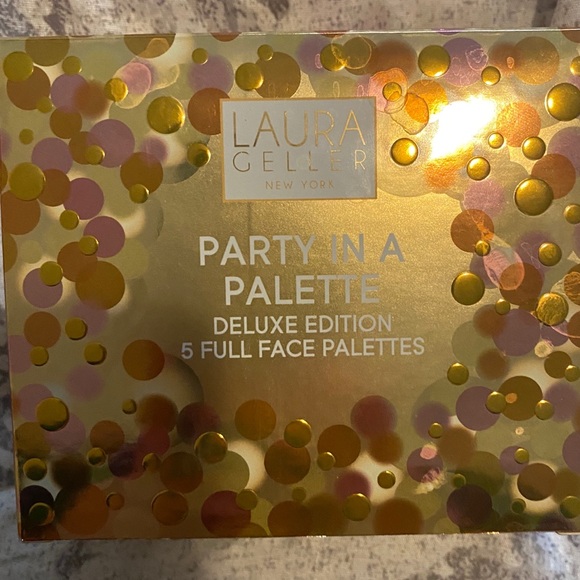 LAURA
GELLER
NEW YORK
PARTY IN A
PALETTE
DELUXE EDITION
5 FULL FACE PALETTES